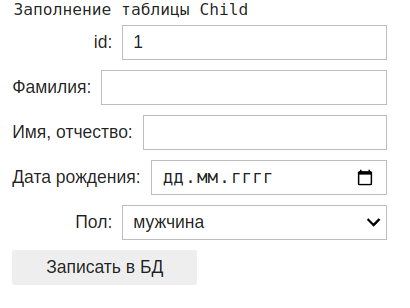 Заполнение таблицы Child
id: 1
Фамилия:
Имя, отчество:
Дата рождения: дд.мм.гггг
Пол: мужчина
Записать в БД